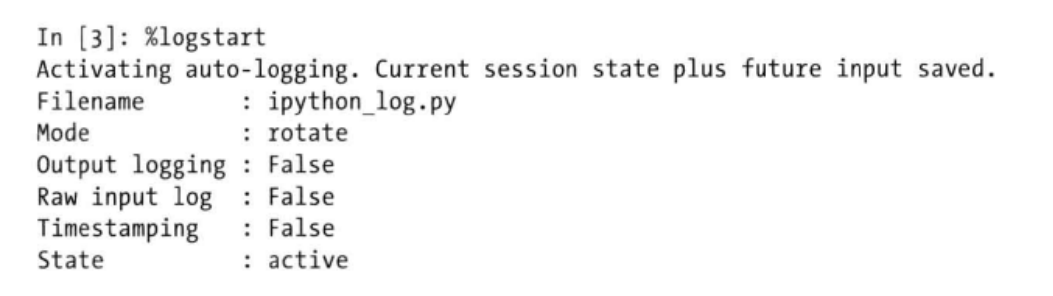 In [3]: %logstart
Activating auto-logging. Current session state plus future input saved.
Filename       : ipython_log.py
Mode           : rotate
Output logging : False
Raw input log  : False
Timestamping   : False
State          : active